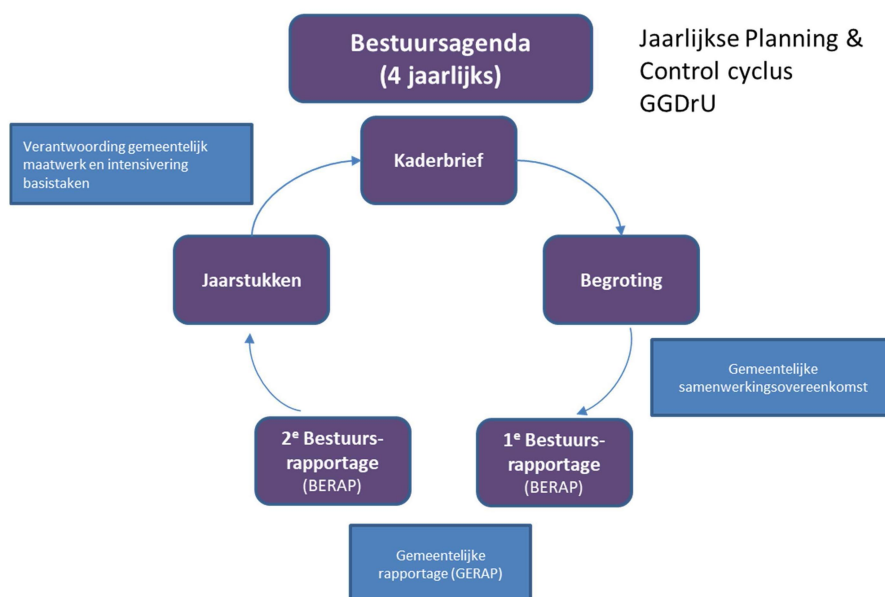 Bestuursagenda
(4 jaarlijks)
Jaarlijkse Planning &
Control cyclus
GGDrU
Verantwoording gemeentelijk
maatwerk en intensivering
basistaken
Kaderbrief
Jaarstukken
Begroting
Gemeentelijke
samenwerkingsovereenkomst
2e Bestuurs-
rapportage
(BERAP)
1e Bestuurs-
rapportage
(BERAP)
Gemeentelijke
rapportage (GERAP)